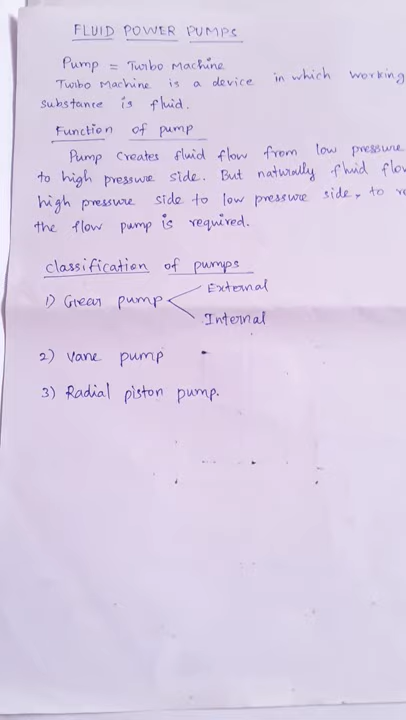 FLUID POWER PUMPS
Pump = Turbo Machine
Turbo Machine is a device in which working
substance is fluid.
Function of pump
Pump creates fluid flow from low pressure
to high pressure side. But naturally fluid
high pressure side to low pressure side, to
the flow pump is required.
Classification of pumps
1) Gear pump
External
Internal
2) Vane pump
3) Radial piston pump.